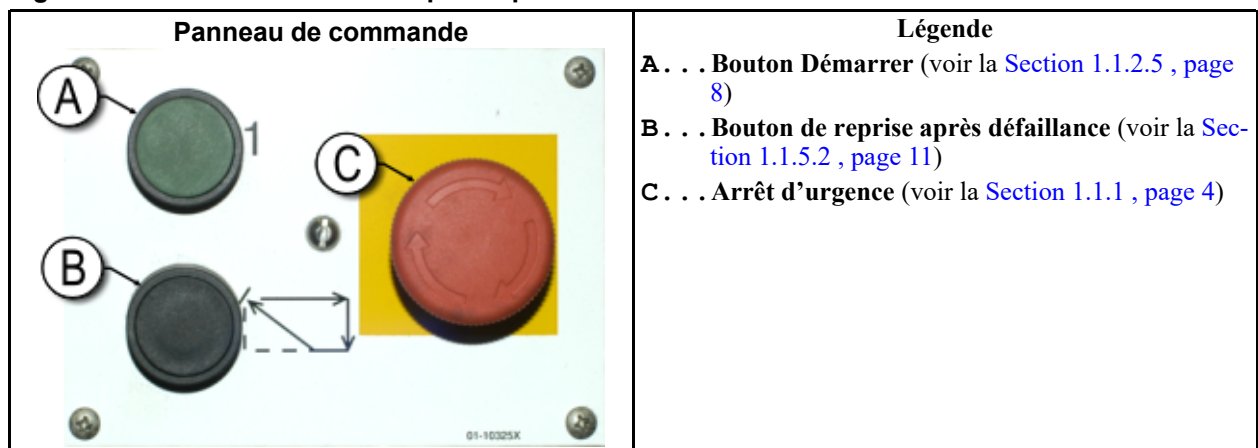 Panneau de commande
A
1
C
B
01-10325X
Légende
A. . . Bouton Démarrer (voir la Section 1.1.2.5 , page
8)
B. . . Bouton de reprise après défaillance (voir la Sec-
tion 1.1.5.2 , page 11)
C. . . Arrêt d’urgence (voir la Section 1.1.1 , page 4)